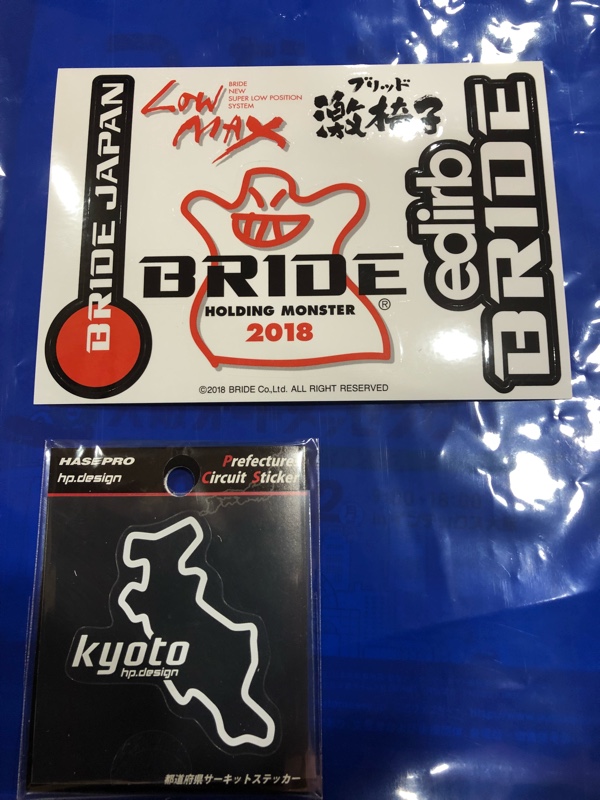 BRIDE JAPAN
LOW MAX
BRIDE
NEW
SUPER LOW POSITION
SYSTEM
ブリッド
激椅子
edirb
BRIDE
BRIDE
®
HOLDING MONSTER
2018
©2018 BRIDE Co.,Ltd. ALL RIGHT RESERVED
HASEPRO
hp.design
Prefectures
Circuit Sticker
kyoto
hp.design
都道府県サーキットステッカー